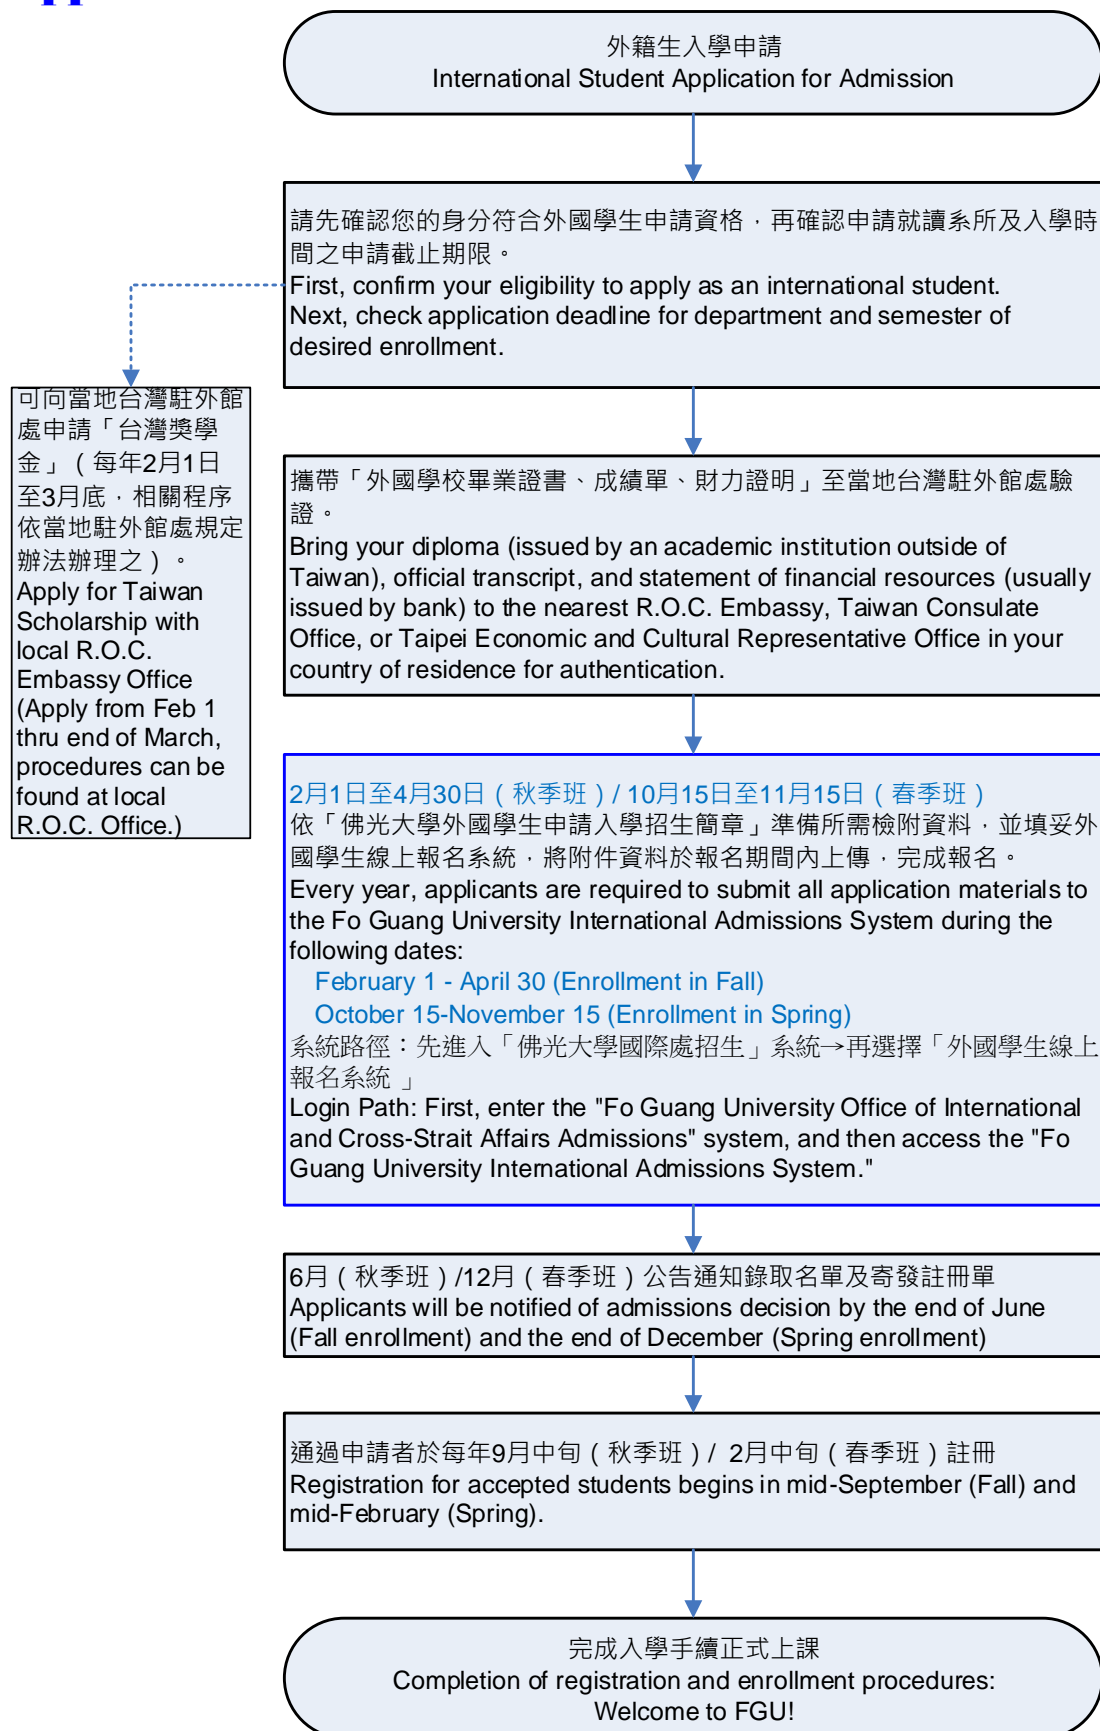 外籍生入學申請
International Student Application for Admission
請先確認您的身分符合外國學生申請資格，再確認申請就讀系所及入學時
間之申請截止期限。
First, confirm your eligibility to apply as an international student.
Next, check application deadline for department and semester of
desired enrollment.
可向當地台灣駐外館
處申請「台灣獎學
金」（每年2月1日
至3月底，相關程序
依當地駐外館處規定
辦法辦理之）。
Apply for Taiwan
Scholarship with
local R.O.C.
Embassy Office
(Apply from Feb 1
thru end of March,
procedures can be
found at local
R.O.C. Office.)
攜帶「外國學校畢業證書、成績單、財力證明」至當地台灣駐外館處驗
證。
Bring your diploma (issued by an academic institution outside of
Taiwan), official transcript, and statement of financial resources (usually
issued by bank) to the nearest R.O.C. Embassy, Taiwan Consulate
Office, or Taipei Economic and Cultural Representative Office in your
country of residence for authentication.
2月1日至4月30日（秋季班）/ 10月15日至11月15日（春季班）
依「佛光大學外國學生申請入學招生簡章」準備所需檢附資料，並填妥外
國學生線上報名系統，將附件資料於報名期間內上傳，完成報名。
Every year, applicants are required to submit all application materials to
the Fo Guang University International Admissions System during the
following dates:
February 1 - April 30 (Enrollment in Fall)
October 15-November 15 (Enrollment in Spring)
系統路徑：先進入「佛光大學國際處招生」系統→再選擇「外國學生線上
報名系統 」
Login Path: First, enter the "Fo Guang University Office of International
and Cross-Strait Affairs Admissions" system, and then access the "Fo
Guang University International Admissions System."
6月（秋季班）/12月（春季班）公告通知錄取名單及寄發註冊單
Applicants will be notified of admissions decision by the end of June
(Fall enrollment) and the end of December (Spring enrollment)
通過申請者於每年9月中旬（秋季班）/ 2月中旬（春季班）註冊
Registration for accepted students begins in mid-September (Fall) and
mid-February (Spring).
完成入學手續正式上課
Completion of registration and enrollment procedures:
Welcome to FGU!